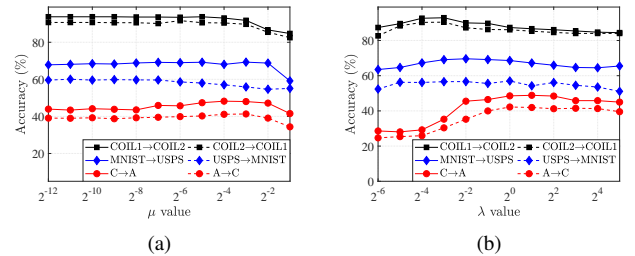 Accuracy (%)
80
60
40
20
COIL1→COIL2 COIL2→COIL1
MNIST→USPS USPS→MNIST
C→A A→C
2^-12 2^-10 2^-8 2^-6 2^-4 2^-2
μ value
(a)
Accuracy (%)
80
60
40
20
0
COIL1→COIL2 COIL2→COIL1
MNIST→USPS USPS→MNIST
C→A A→C
2^-6 2^-4 2^-2 2^0 2^2 2^4
λ value
(b)